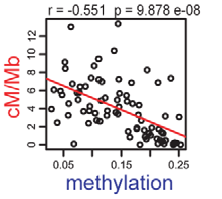 r = -0.551 p = 9.878 e-08
cM/Mb
0 2 4 6 8 10 12
0.05 0.15 0.25
methylation